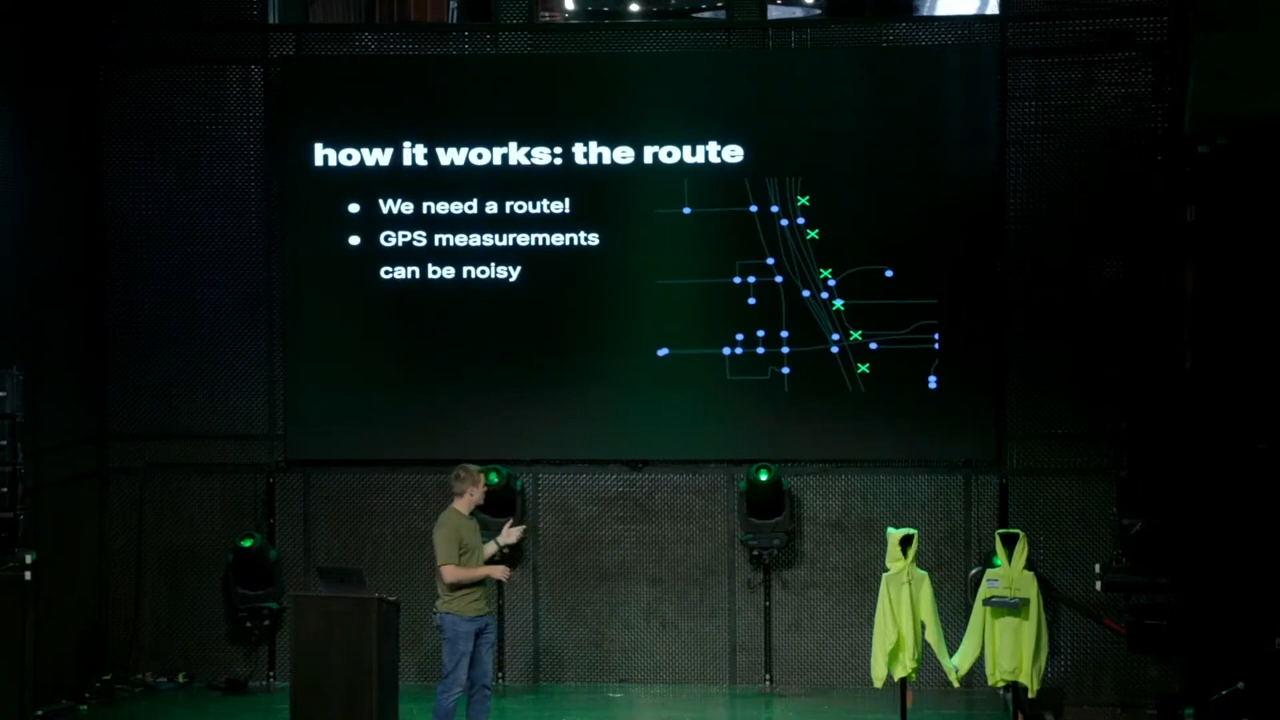 how it works: the route
We need a route!
GPS measurements
can be noisy